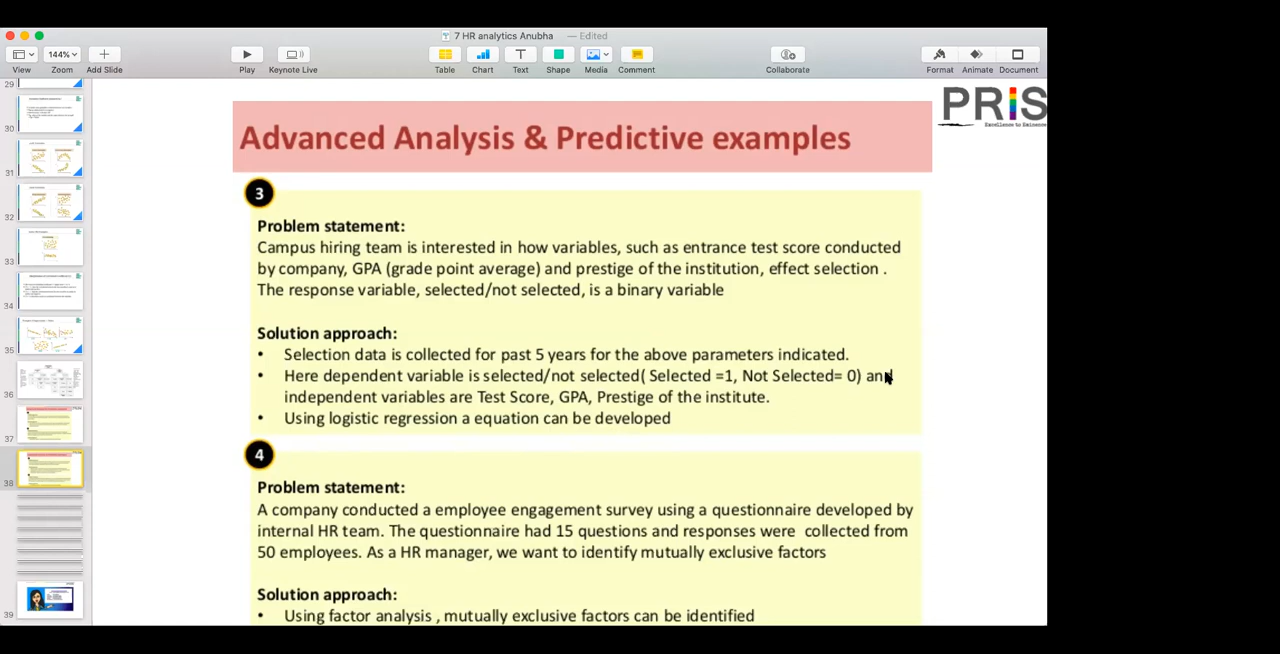 7 HR analytics Anubha — Edited
144%
View Zoom Add Slide Play Keynote Live Table Chart Text Shape Media Comment Collaborate Format Animate Document
29
30
31
32
33
34
35
36
37
38
39
PRIS
Excellence to Eminence
Advanced Analysis & Predictive examples
3
Problem statement:
Campus hiring team is interested in how variables, such as entrance test score conducted
by company, GPA (grade point average) and prestige of the institution, effect selection .
The response variable, selected/not selected, is a binary variable
Solution approach:
• Selection data is collected for past 5 years for the above parameters indicated.
• Here dependent variable is selected/not selected( Selected =1, Not Selected= 0) and
independent variables are Test Score, GPA, Prestige of the institute.
• Using logistic regression a equation can be developed
4
Problem statement:
A company conducted a employee engagement survey using a questionnaire developed by
internal HR team. The questionnaire had 15 questions and responses were collected from
50 employees. As a HR manager, we want to identify mutually exclusive factors
Solution approach:
• Using factor analysis , mutually exclusive factors can be identified